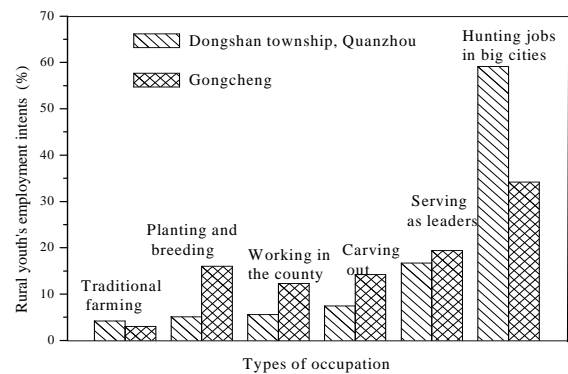 70
60
50
40
30
20
10
0
Rural youth's employment intents (%)
Dongshan township, Quanzhou
Gongcheng
Traditional
farming
Planting and
breeding
Working in
the county
Carving
out
Serving
as leaders
Hunting jobs
in big cities
Types of occupation